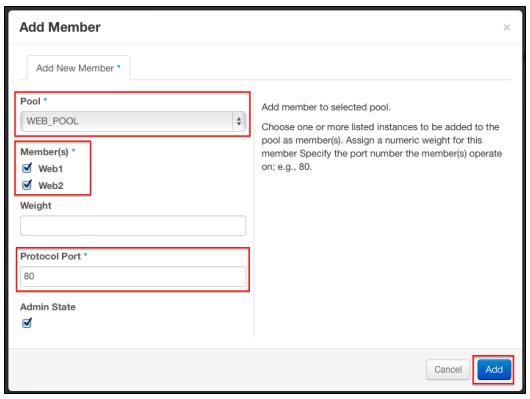 Add Member
×
Add New Member *
Pool *
WEB_POOL
Member(s) *
Web1
Web2
Weight
Protocol Port *
80
Admin State
Add member to selected pool.
Choose one or more listed instances to be added to the
pool as member(s). Assign a numeric weight for this
member Specify the port number the member(s) operate
on; e.g., 80.
Cancel
Add